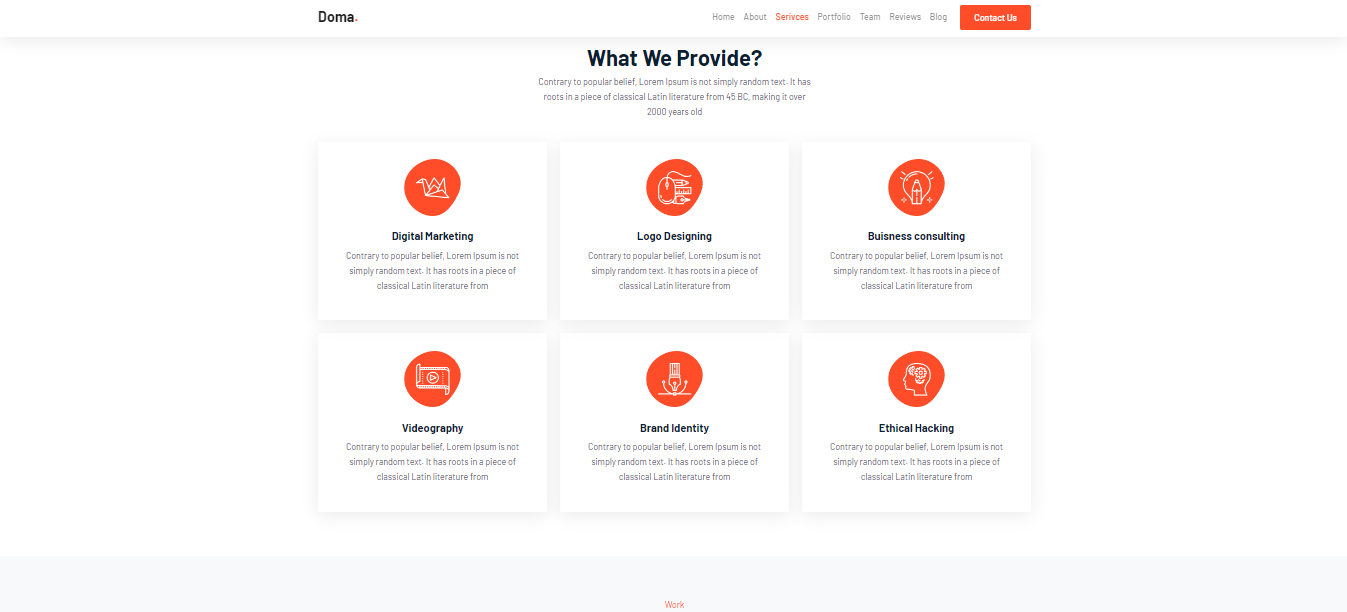 Doma.
Home About Serivces Portfolio Team Reviews Blog Contact Us
What We Provide?
Contrary to popular belief, Lorem Ipsum is not simply random text. It has
roots in a piece of classical Latin literature from 45 BC, making it over
2000 years old
Digital Marketing
Contrary to popular belief, Lorem Ipsum is not
simply random text. It has roots in a piece of
classical Latin literature from
Logo Designing
Contrary to popular belief, Lorem Ipsum is not
simply random text. It has roots in a piece of
classical Latin literature from
Buisness consulting
Contrary to popular belief, Lorem Ipsum is not
simply random text. It has roots in a piece of
classical Latin literature from
Videography
Contrary to popular belief, Lorem Ipsum is not
simply random text. It has roots in a piece of
classical Latin literature from
Brand Identity
Contrary to popular belief, Lorem Ipsum is not
simply random text. It has roots in a piece of
classical Latin literature from
Ethical Hacking
Contrary to popular belief, Lorem Ipsum is not
simply random text. It has roots in a piece of
classical Latin literature from
Work